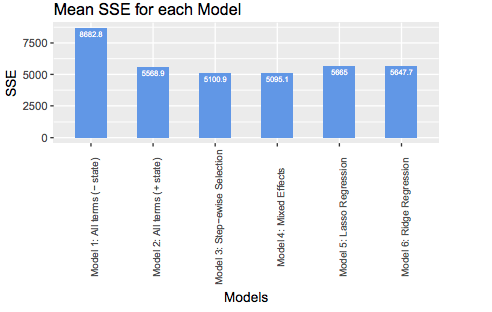 Mean SSE for each Model
SSE
7500
5000
2500
0
8682.8
5568.9
5100.9
5095.1
5665
5647.7
Model 1: All terms (− state)
Model 2: All terms (+ state)
Model 3: Step−ewise Selection
Model 4: Mixed Effects
Model 5: Lasso Regression
Model 6: Ridge Regression
Models